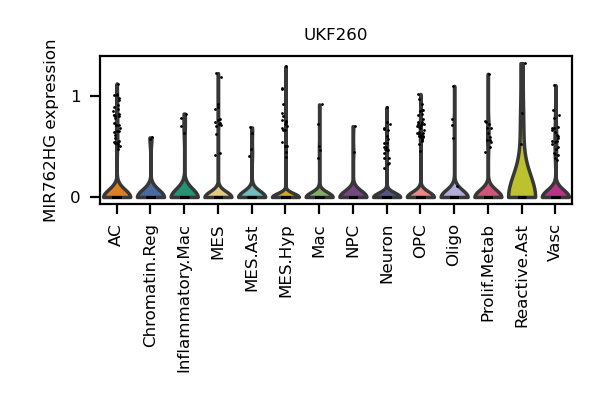 UKF260
MIR762HG expression
1
0
AC
Chromatin.Reg
Inflammatory.Mac
MES
MES.Ast
MES.Hyp
Mac
NPC
Neuron
OPC
Oligo
Prolif.Metab
Reactive.Ast
Vasc